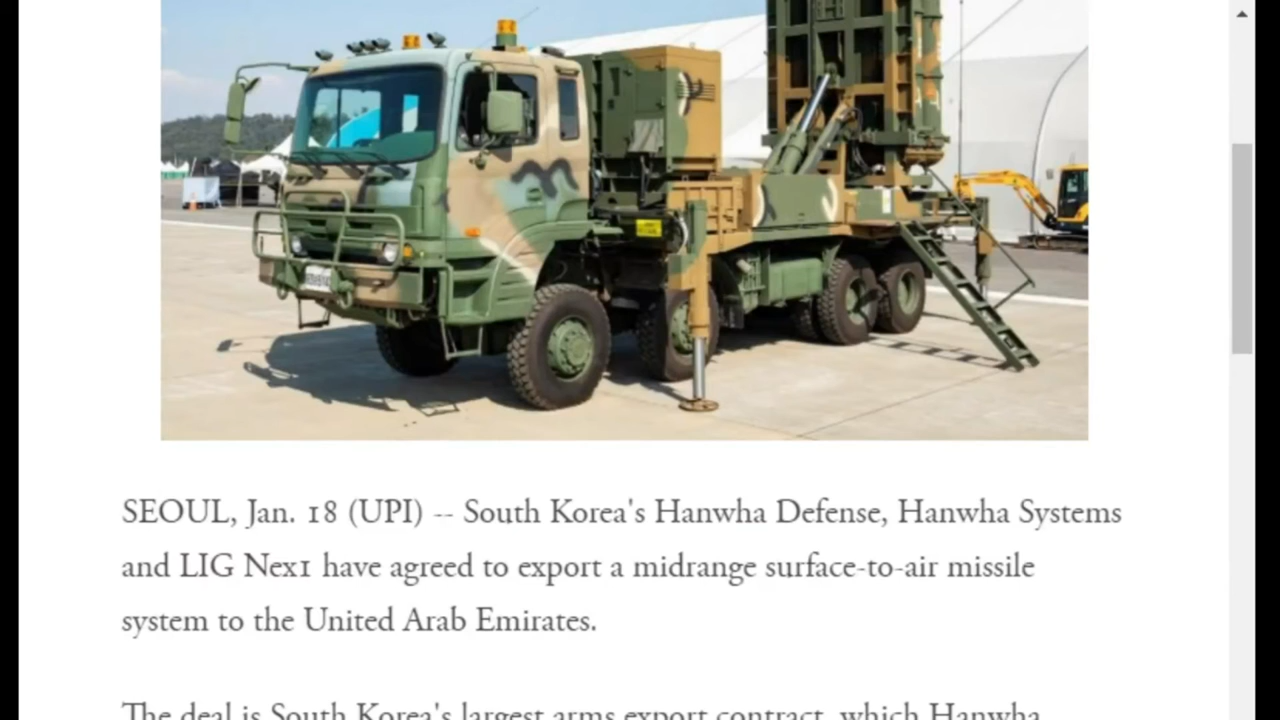 SEOUL, Jan. 18 (UPI) -- South Korea's Hanwha Defense, Hanwha Systems
and LIG Nex1 have agreed to export a midrange surface-to-air missile
system to the United Arab Emirates.
The deal is South Korea's largest arms export contract, which Hanwha